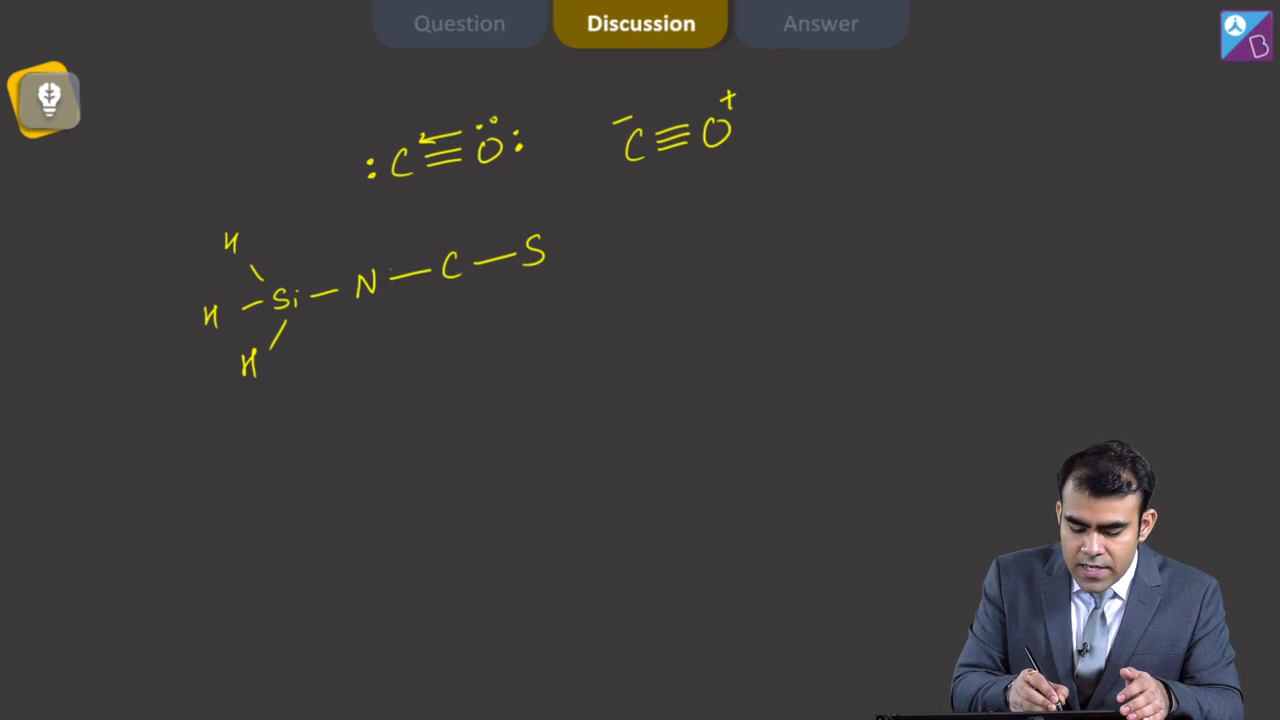 Question Discussion Answer
:C≡Ö: ⁻C≡O⁺
H
H – Si – N – C – S
H
B